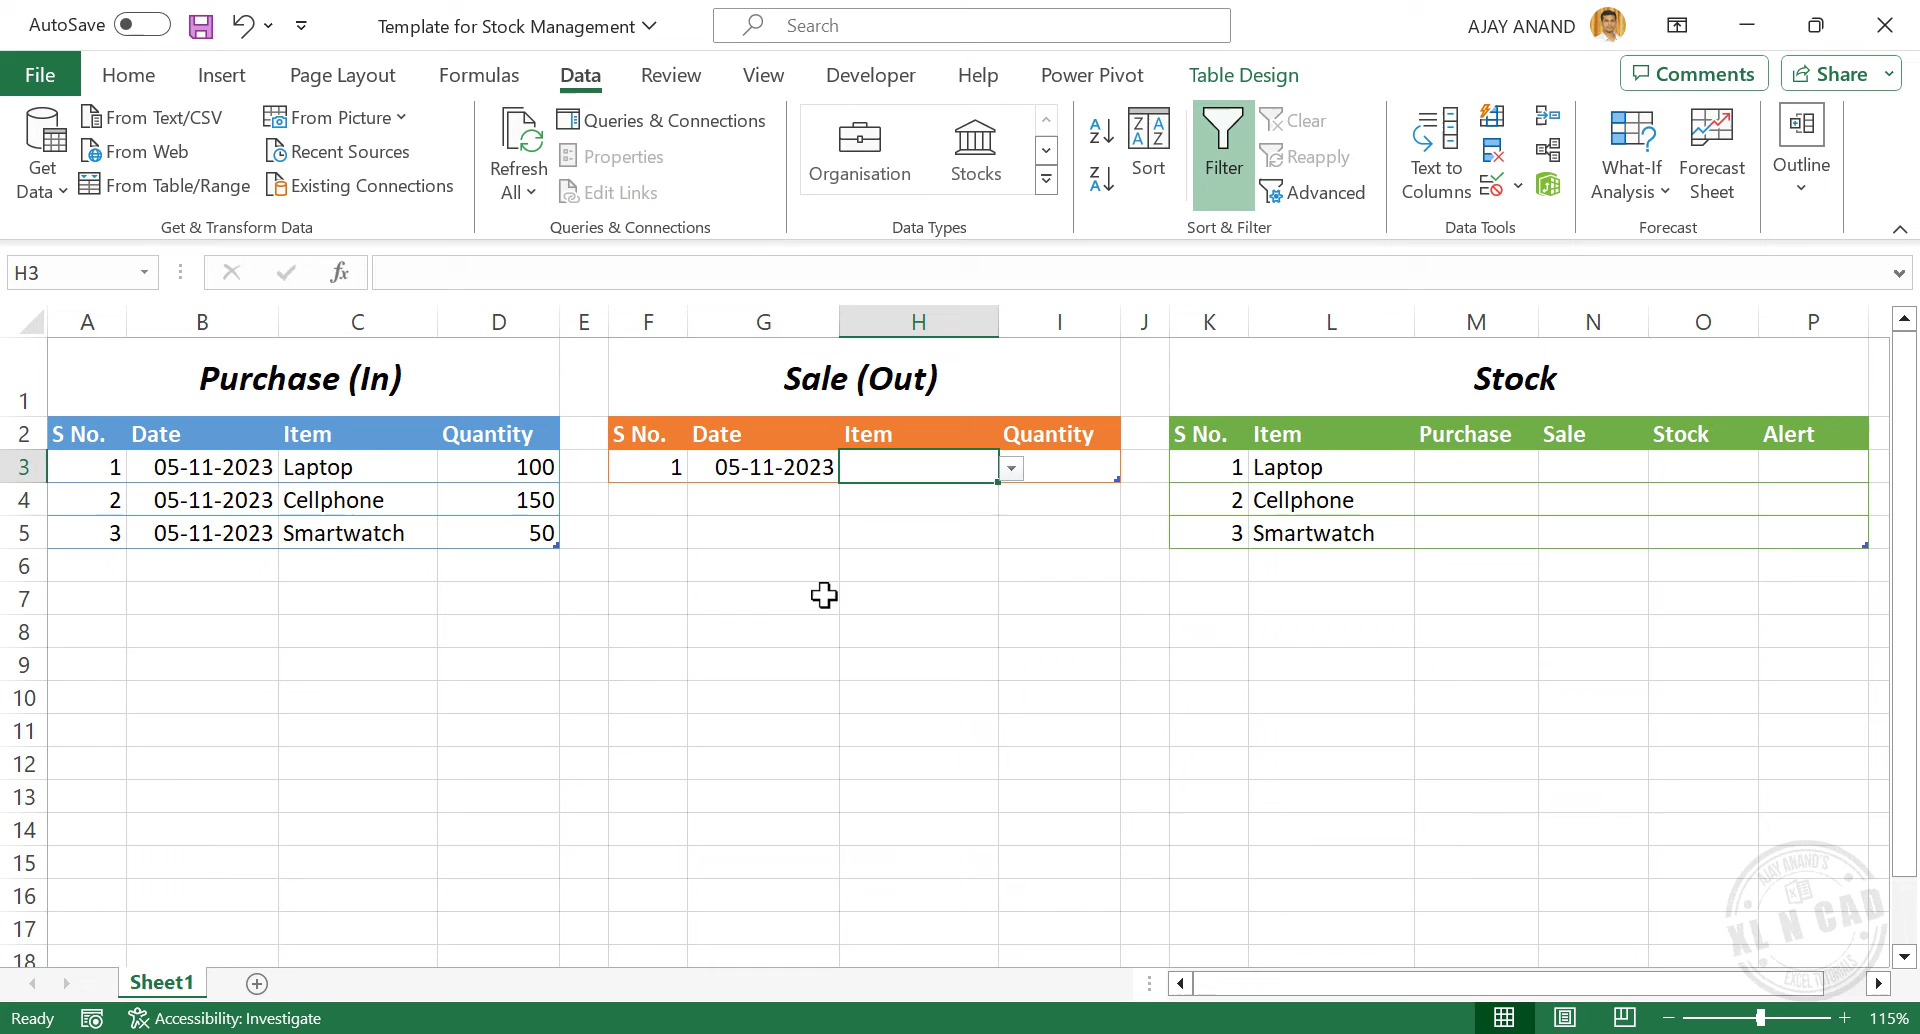 AutoSave
Template for Stock Management
Search
AJAY ANAND
File Home Insert Page Layout Formulas Data Review View Developer Help Power Pivot Table Design
Comments Share
Get Data
From Text/CSV
From Web
From Table/Range
From Picture
Recent Sources
Existing Connections
Get & Transform Data
Refresh All
Queries & Connections
Properties
Edit Links
Queries & Connections
Organisation
Stocks
Data Types
Sort
Filter
Clear
Reapply
Advanced
Sort & Filter
Text to Columns
Data Tools
What-If Analysis
Forecast Sheet
Forecast
Outline
H3
fx
A B C D E F G H I J K L M N O P
1 Purchase (In) Sale (Out) Stock
2 S No. Date Item Quantity S No. Date Item Quantity S No. Item Purchase Sale Stock Alert
3 1 05-11-2023 Laptop 100 1 05-11-2023 1 Laptop
4 2 05-11-2023 Cellphone 150 2 Cellphone
5 3 05-11-2023 Smartwatch 50 3 Smartwatch
6
7
8
9
10
11
12
13
14
15
16
17
18
AJAY ANAND'S
XL N CAD
EXCEL TUTORIALS
Sheet1
Ready
Accessibility: Investigate
115%